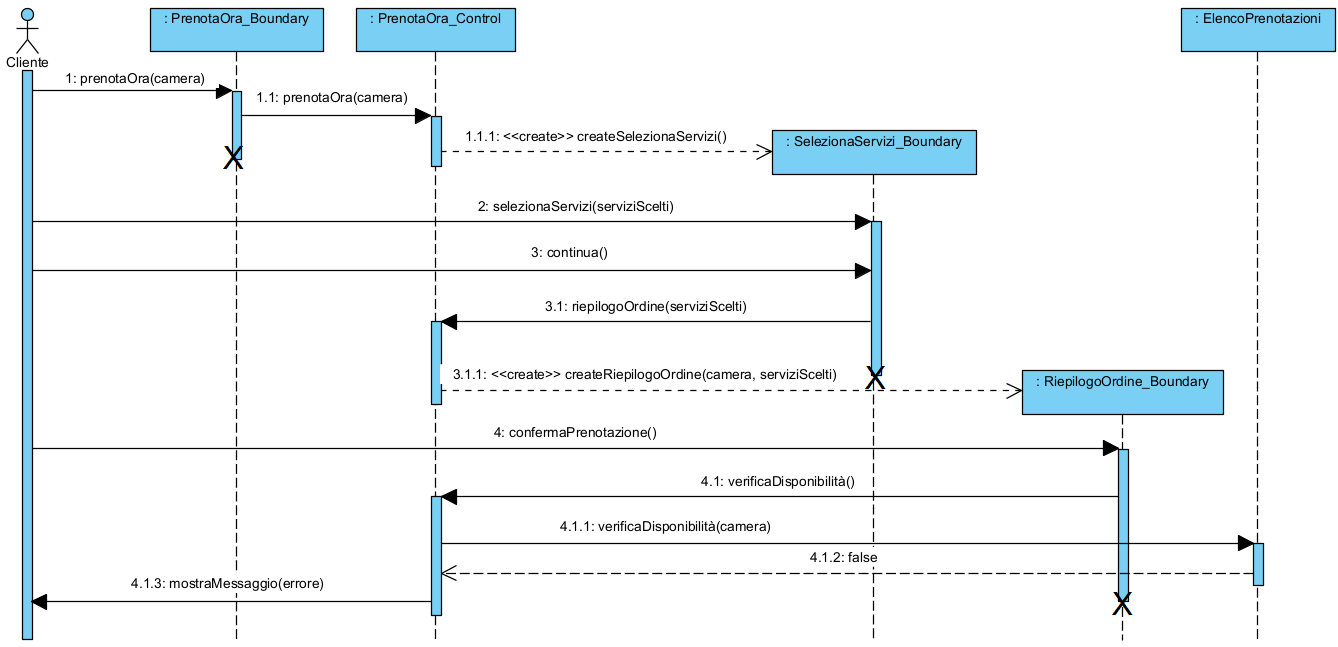 : PrenotaOra_Boundary
: PrenotaOra_Control
: ElencoPrenotazioni
Cliente
1: prenotaOra(camera)
1.1: prenotaOra(camera)
1.1.1: <<create>> createSelezionaServizi()
: SelezionaServizi_Boundary
2: selezionaServizi(serviziScelti)
3: continua()
3.1: riepilogoOrdine(serviziScelti)
3.1.1: <<create>> createRiepilogoOrdine(camera, serviziScelti)
: RiepilogoOrdine_Boundary
4: confermaPrenotazione()
4.1: verificaDisponibilità()
4.1.1: verificaDisponibilità(camera)
4.1.2: false
4.1.3: mostraMessaggio(errore)